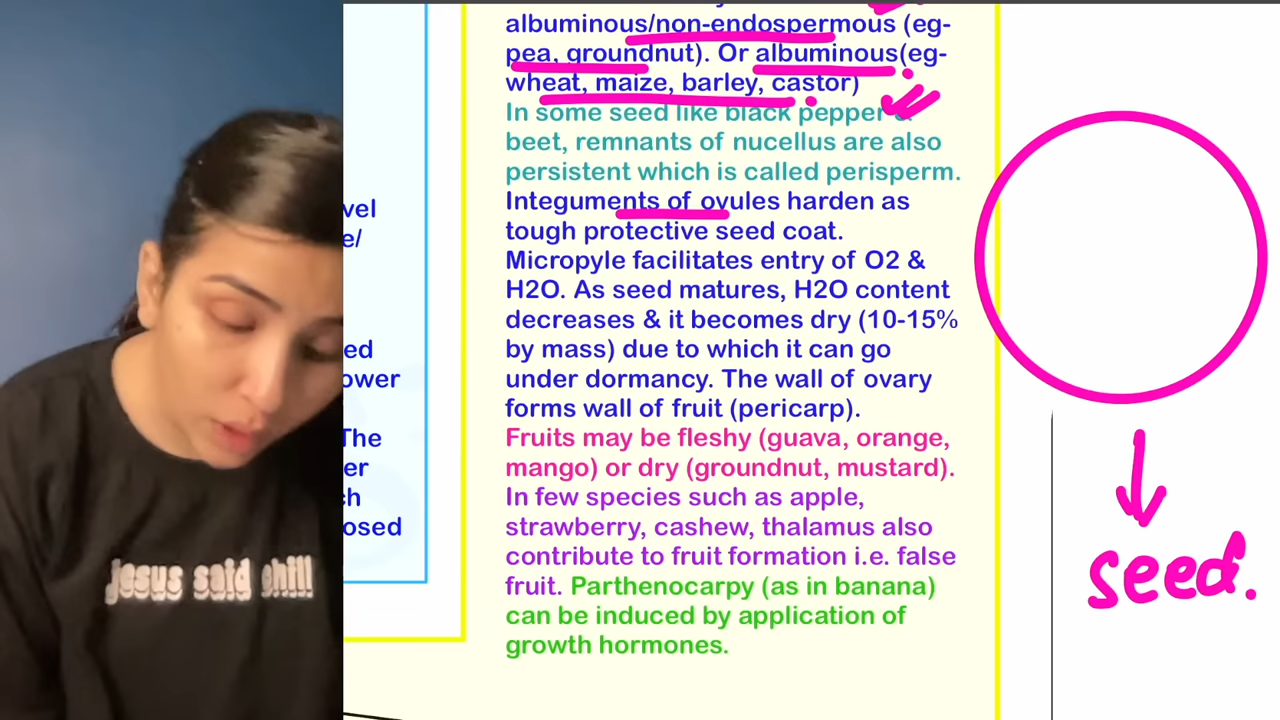 albuminous/non-endospermous (eg-
pea, groundnut). Or albuminous(eg-
wheat, maize, barley, castor)
In some seed like black pepper &
beet, remnants of nucellus are also
persistent which is called perisperm.
Integuments of ovules harden as
tough protective seed coat.
Micropyle facilitates entry of O2 &
H2O. As seed matures, H2O content
decreases & it becomes dry (10-15%
by mass) due to which it can go
under dormancy. The wall of ovary
forms wall of fruit (pericarp).
Fruits may be fleshy (guava, orange,
mango) or dry (groundnut, mustard).
In few species such as apple,
strawberry, cashew, thalamus also
contribute to fruit formation i.e. false
fruit. Parthenocarpy (as in banana)
can be induced by application of
growth hormones.
seed.
vel
e/
ed
ower
The
er
ch
osed
jesus said chill